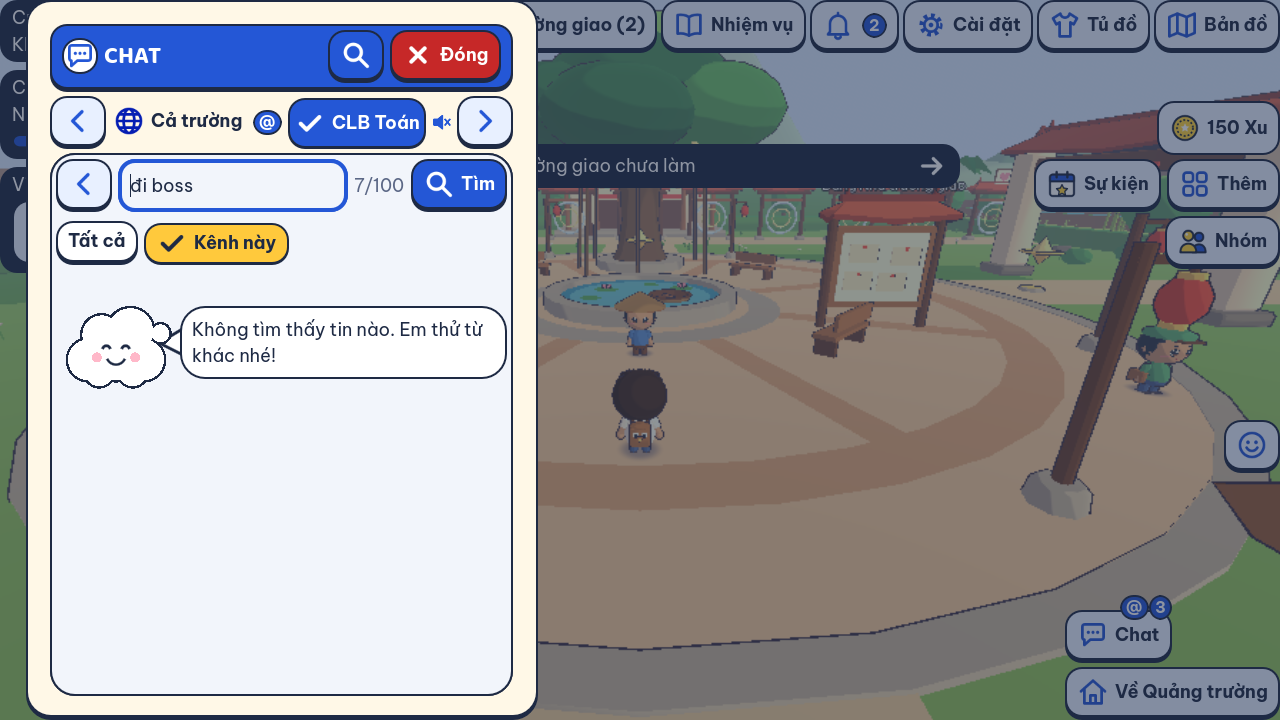 CHAT
Đóng
Cả trường
@
CLB Toán
đi boss
7/100
Tìm
Tất cả
Kênh này
Không tìm thấy tin nào. Em thử từ
khác nhé!
giao (2)
Nhiệm vụ
2
Cài đặt
Tủ đồ
Bản đồ
150 Xu
giao chưa làm
Sự kiện
Thêm
Nhóm
@
3
Chat
Về Quảng trường